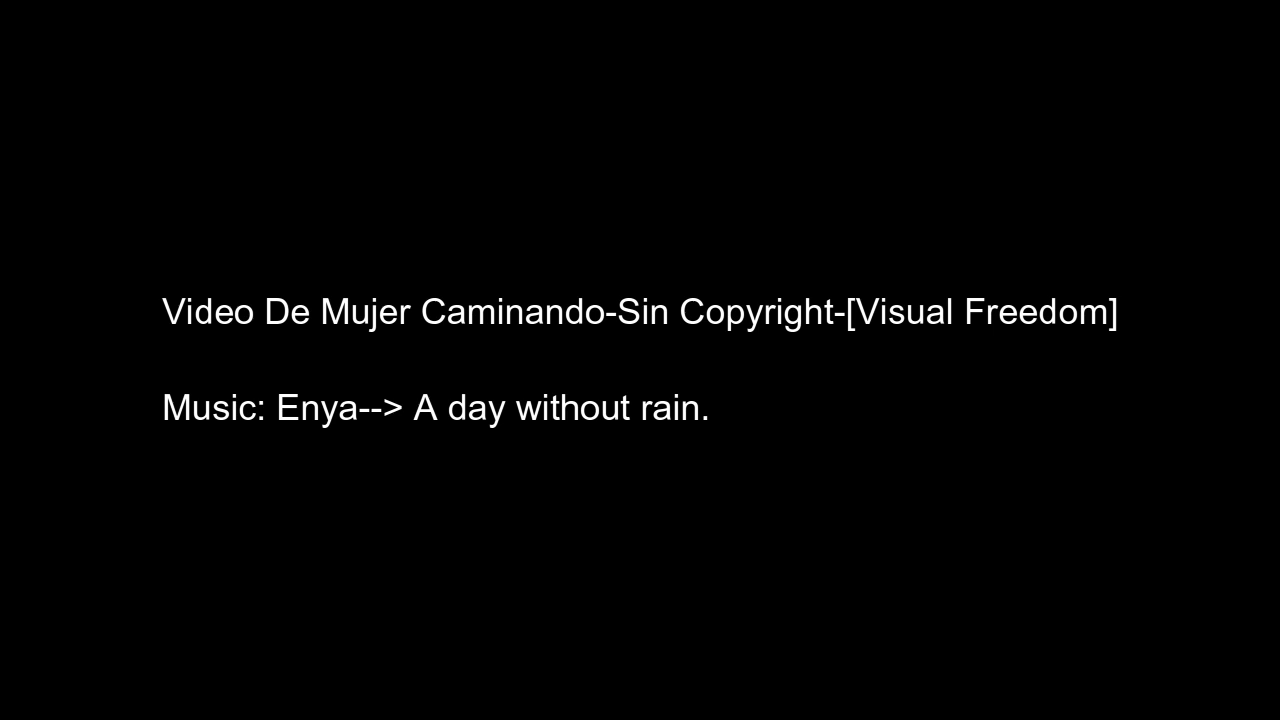 Video De Mujer Caminando-Sin Copyright-[Visual Freedom]
Music: Enya--> A day without rain.